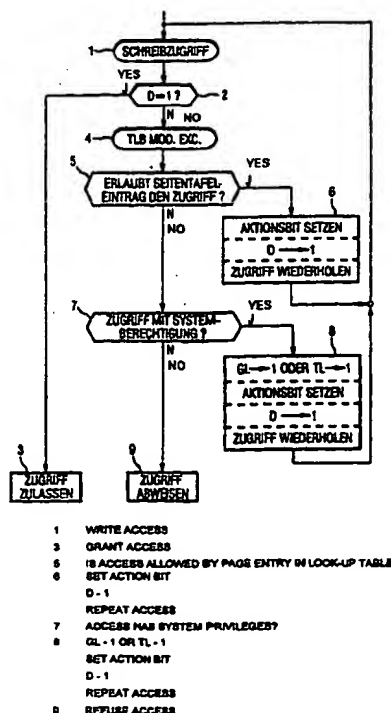 1 SCHREIBZUGRIFF
YES
D=1 ? 2
N NO
4 TLB MOD. EXC.
5 YES
ERLAUBT SEITENTAFEL-
EINTRAG DEN ZUGRIFF ?
6
N
NO
AKTIONSBIT SETZEN
D → 1
ZUGRIFF WIEDERHOLEN
7 YES
ZUGRIFF MIT SYSTEM-
BERECHTIGUNG ?
8
N
NO
GL→1 ODER TL→1
AKTIONSBIT SETZEN
D → 1
ZUGRIFF WIEDERHOLEN
3 9
ZUGRIFF
ZULASSEN
ZUGRIFF
ABWEISEN
1 WRITE ACCESS
3 GRANT ACCESS
5 IS ACCESS ALLOWED BY PAGE ENTRY IN LOOK-UP TABLE
6 SET ACTION BIT
D - 1
REPEAT ACCESS
7 ACCESS HAS SYSTEM PRIVILEGES?
8 GL - 1 OR TL - 1
SET ACTION BIT
D - 1
REPEAT ACCESS
9 REFUSE ACCESS